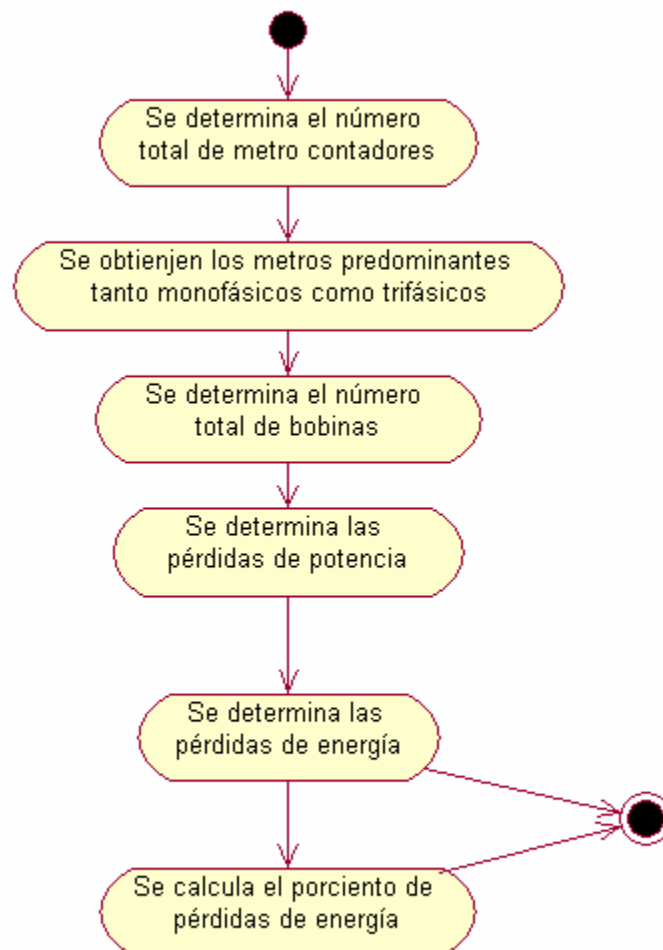 Se determina el número
total de metro contadores
Se obtienjen los metros predominantes
tanto monofásicos como trifásicos
Se determina el número
total de bobinas
Se determina las
pérdidas de potencia
Se determina las
pérdidas de energía
Se calcula el porciento de
pérdidas de energía